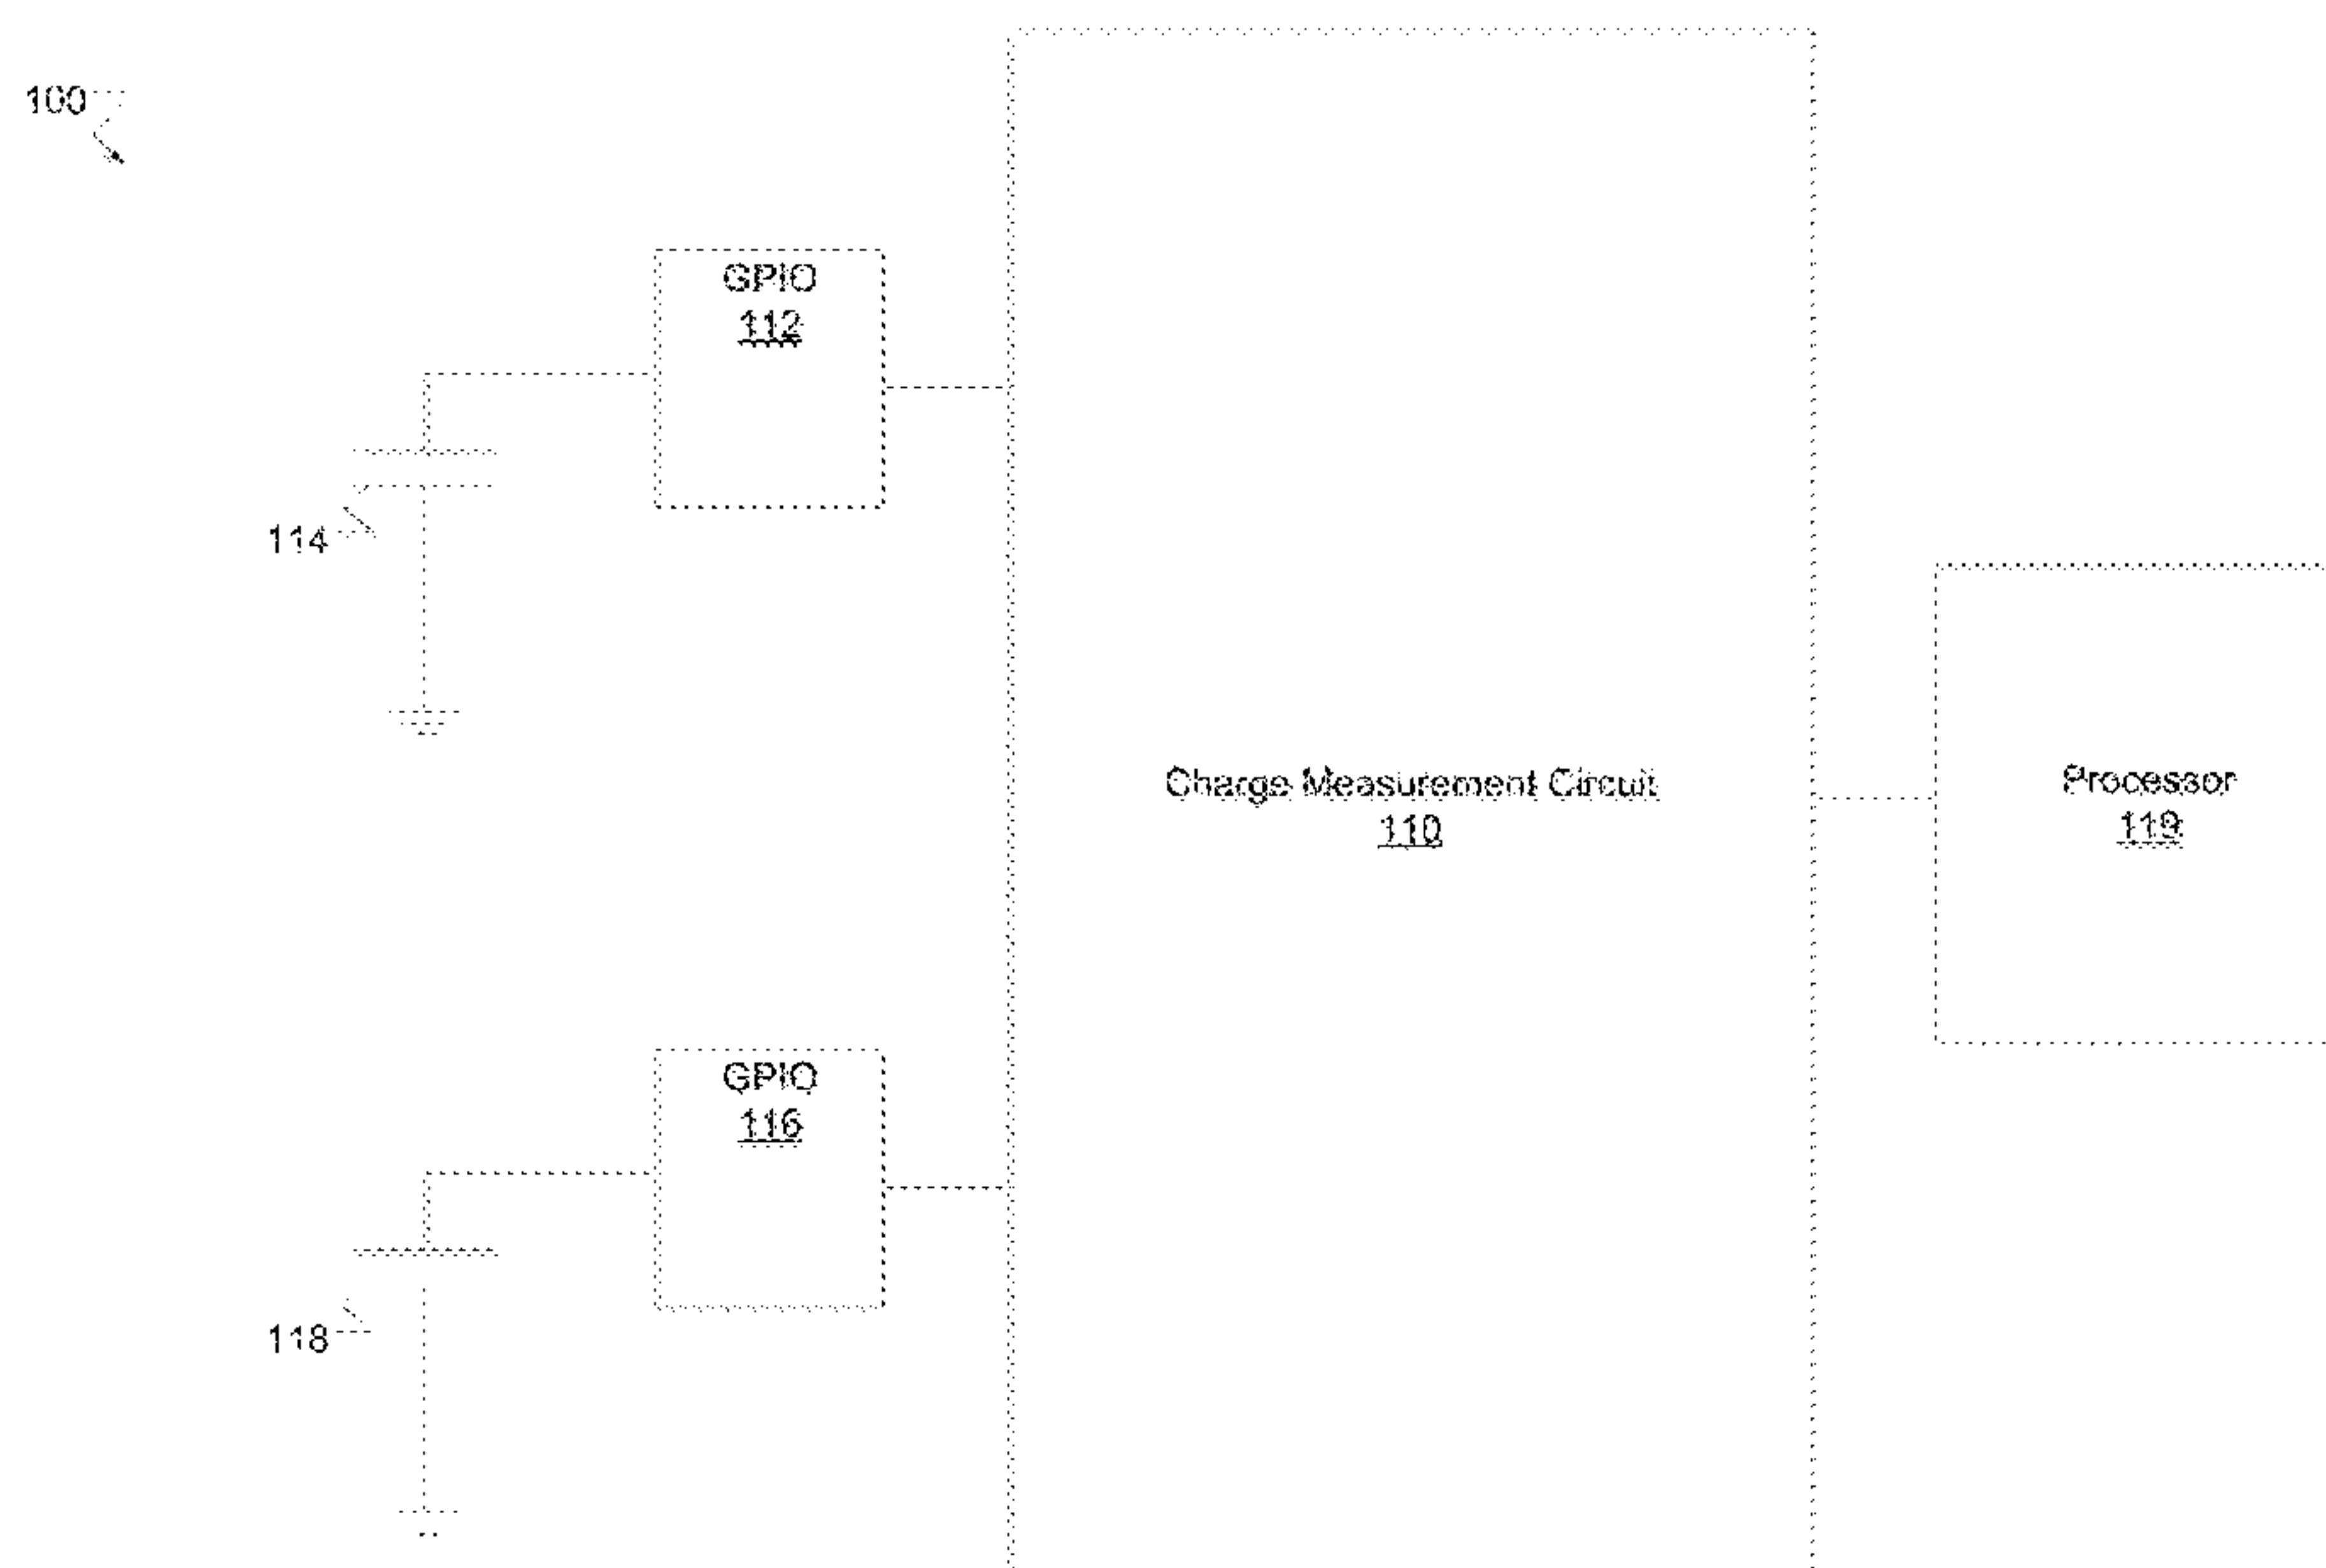 100
GPIO
112
114
Charge Measurement Circuit
110
Processor
119
GPIO
116
118